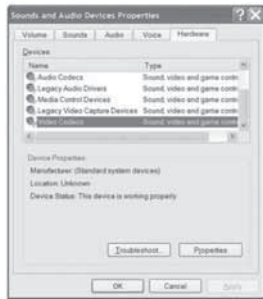 Sounds and Audio Devices Properties
Volume Sounds Audio Voice Hardware
Devices:
Name Type
Audio Codecs Sound, video and game contr
Legacy Audio Drivers Sound, video and game contr
Media Control Devices Sound, video and game contr
Legacy Video Capture Devices Sound, video and game contr
Video Codecs Sound, video and game contr
Device Properties
Manufacturer: (Standard system devices)
Location: Unknown
Device Status: This device is working properly.
Troubleshoot... Properties
OK Cancel Apply